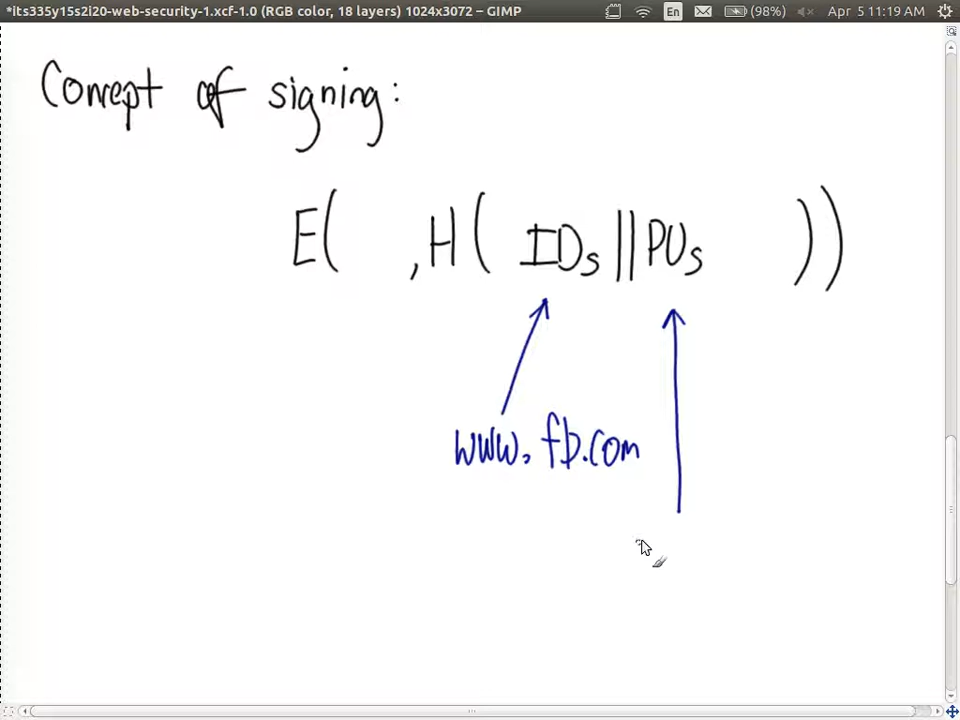 *its335y15s2i20-web-security-1.xcf-1.0 (RGB color, 18 layers) 1024x3072 – GIMP En (98%) Apr 5 11:19 AM
Concept of signing:
E( , H( IDs || PUs ))
www.fb.com